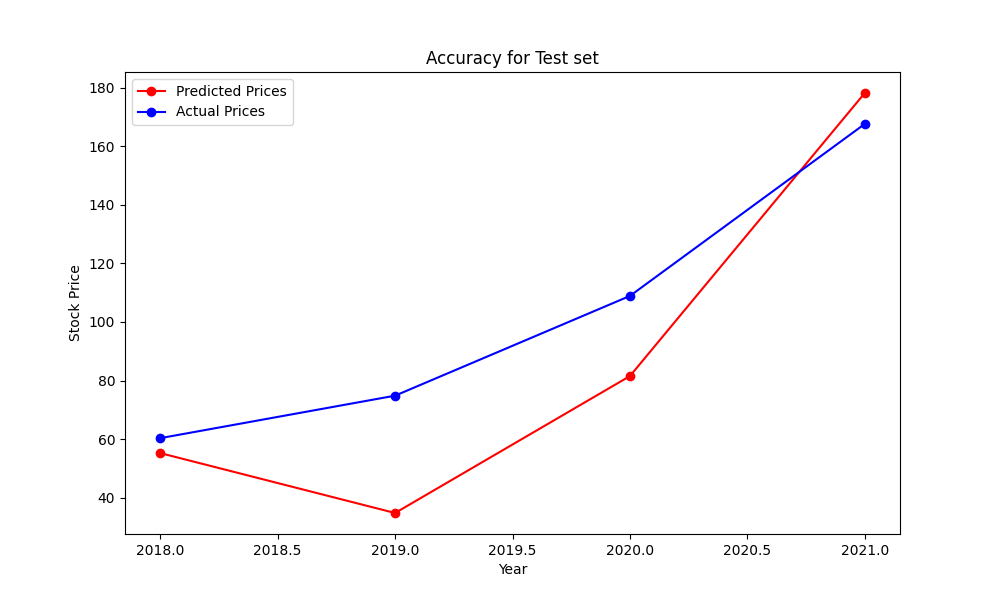 Accuracy for Test set
Predicted Prices
Actual Prices
180
160
140
120
100
80
60
40
Stock Price
2018.0 2018.5 2019.0 2019.5 2020.0 2020.5 2021.0
Year